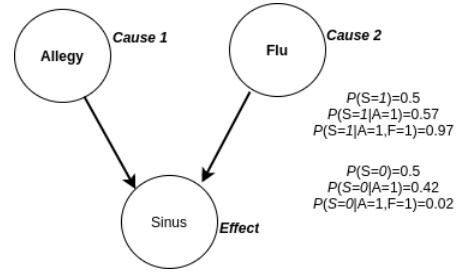 Allegy
Cause 1
Flu
Cause 2
P(S=1)=0.5
P(S=1|A=1)=0.57
P(S=1|A=1,F=1)=0.97
P(S=0)=0.5
P(S=0|A=1)=0.42
P(S=0|A=1,F=1)=0.02
Sinus
Effect